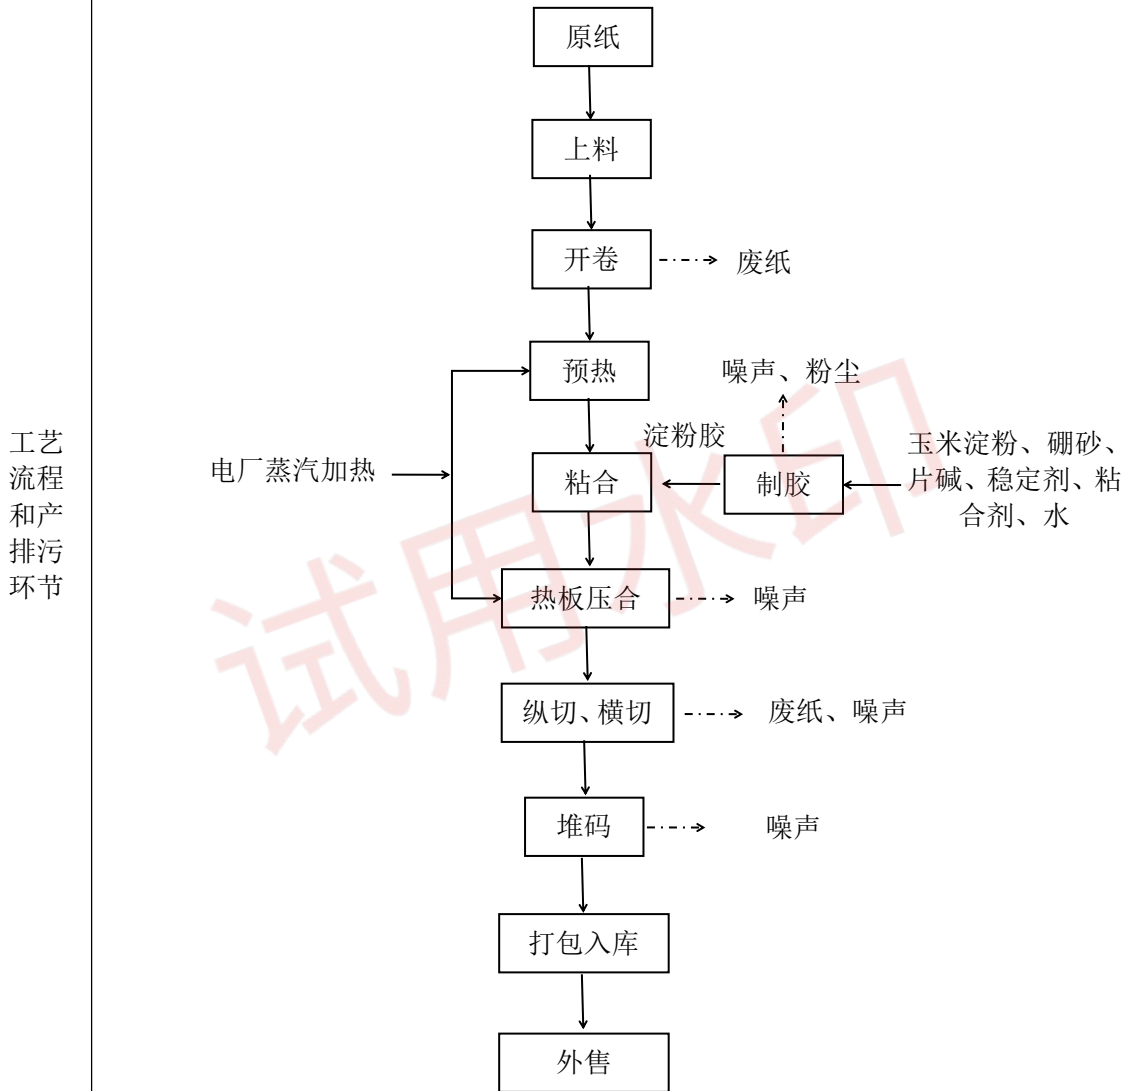 原纸
上料
开卷
废纸
预热
噪声、粉尘
淀粉胶
电厂蒸汽加热
粘合
制胶
玉米淀粉、硼砂、
片碱、稳定剂、粘
合剂、水
工艺
流程
和产
排污
环节
热板压合
噪声
纵切、横切
废纸、噪声
堆码
噪声
打包入库
外售
试用水印